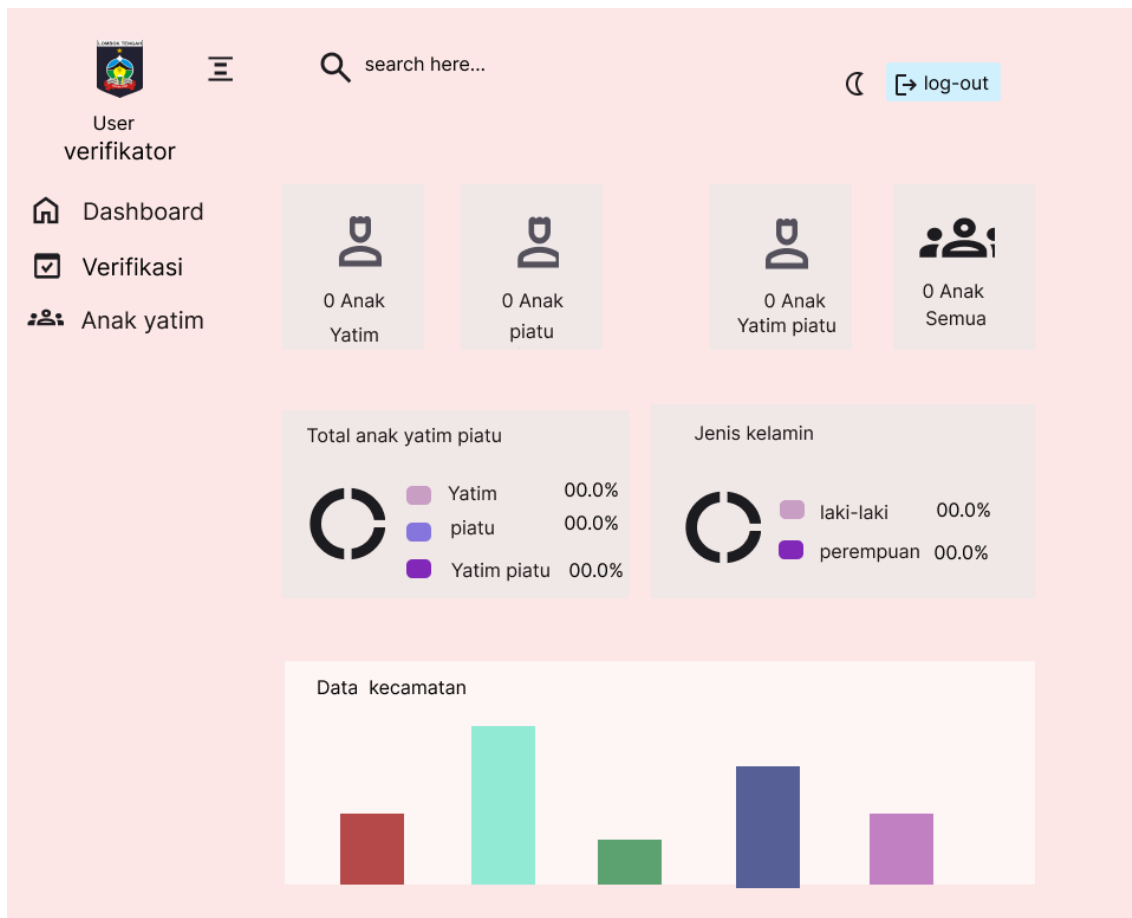 LOMBOK TENGAH
search here...
log-out
User
verifikator
Dashboard
Verifikasi
Anak yatim
0 Anak
Yatim
0 Anak
piatu
0 Anak
Yatim piatu
0 Anak
Semua
Total anak yatim piatu
Yatim 00.0%
piatu 00.0%
Yatim piatu 00.0%
Jenis kelamin
laki-laki 00.0%
perempuan 00.0%
Data kecamatan